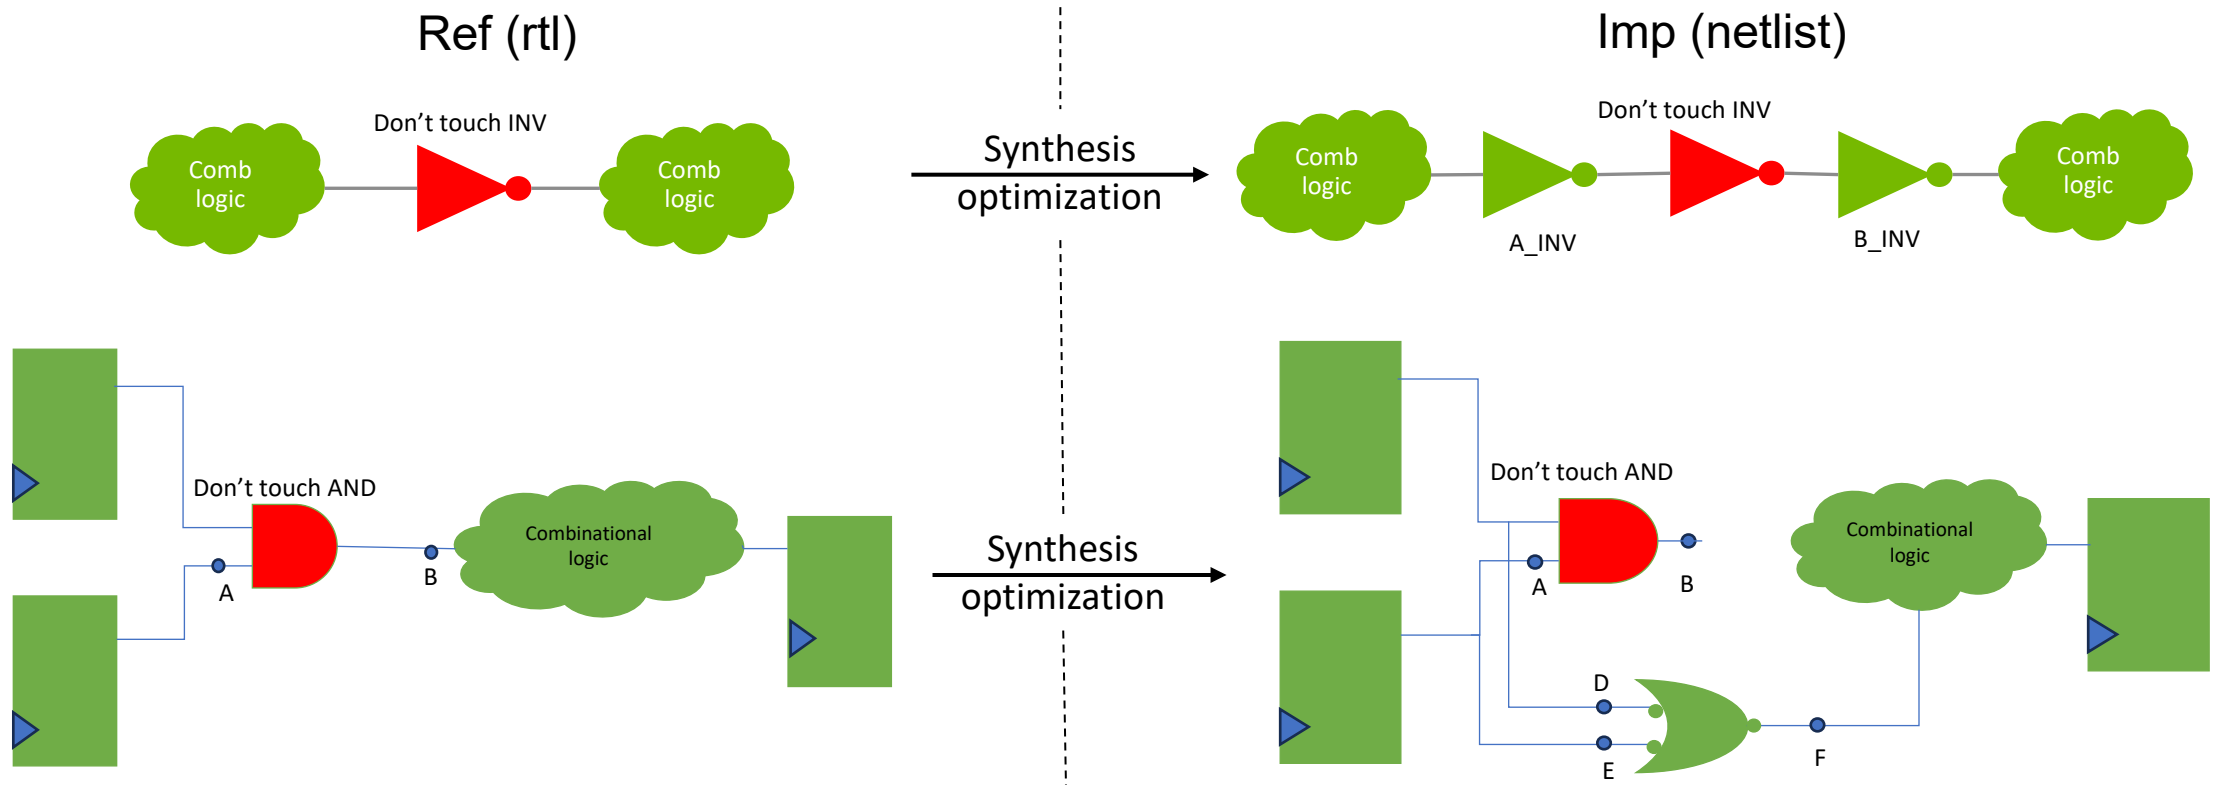 Ref (rtl)
Imp (netlist)
Don't touch INV
Comb
logic
Comb
logic
Synthesis
optimization
Don't touch INV
Comb
logic
A_INV
B_INV
Comb
logic
Don't touch AND
A
B
Combinational
logic
Synthesis
optimization
Don't touch AND
A
B
Combinational
logic
D
E
F